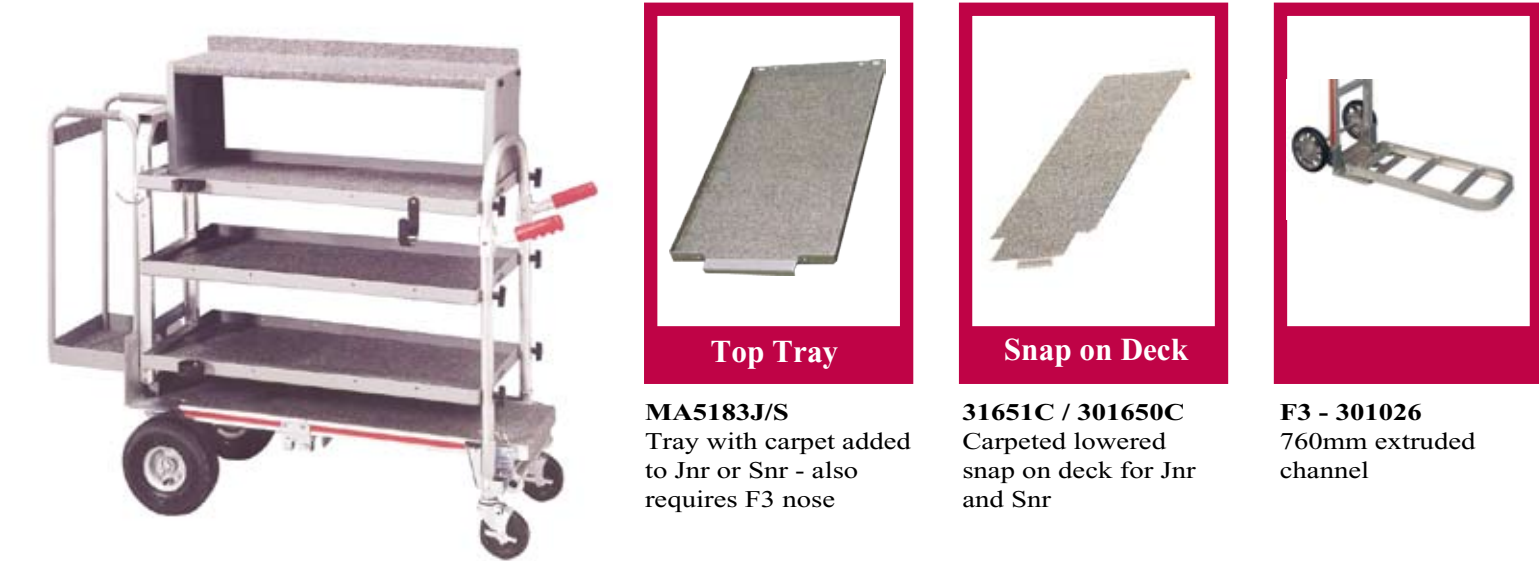 Top Tray
MA5183J/S
Tray with carpet added
to Jnr or Snr - also
requires F3 nose
Snap on Deck
31651C / 301650C
Carpeted lowered
snap on deck for Jnr
and Snr
F3 - 301026
760mm extruded
channel